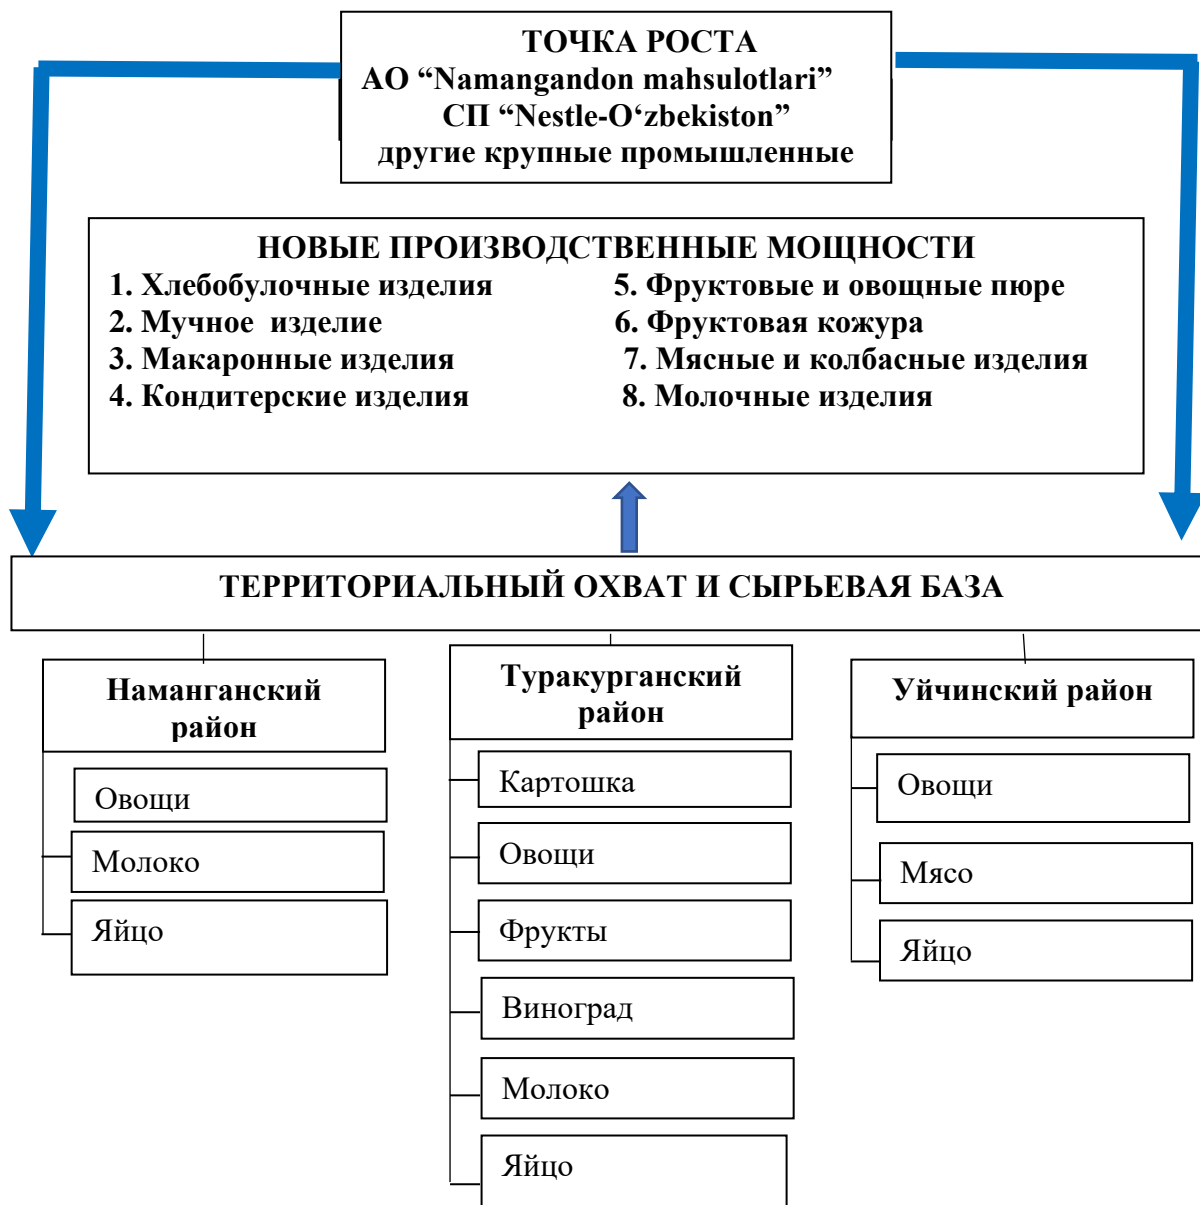 ТОЧКА РОСТА
АО “Namangandon mahsulotlari”
СП “Nestle-O‘zbekiston”
другие крупные промышленные
НОВЫЕ ПРОИЗВОДСТВЕННЫЕ МОЩНОСТИ
1. Хлебобулочные изделия
2. Мучное изделие
3. Макаронные изделия
4. Кондитерские изделия
5. Фруктовые и овощные пюре
6. Фруктовая кожура
7. Мясные и колбасные изделия
8. Молочные изделия
ТЕРРИТОРИАЛЬНЫЙ ОХВАТ И СЫРЬЕВАЯ БАЗА
Наманганский
район
Овощи
Молоко
Яйцо
Туракурганский
район
Картошка
Овощи
Фрукты
Виноград
Молоко
Яйцо
Уйчинский район
Овощи
Мясо
Яйцо